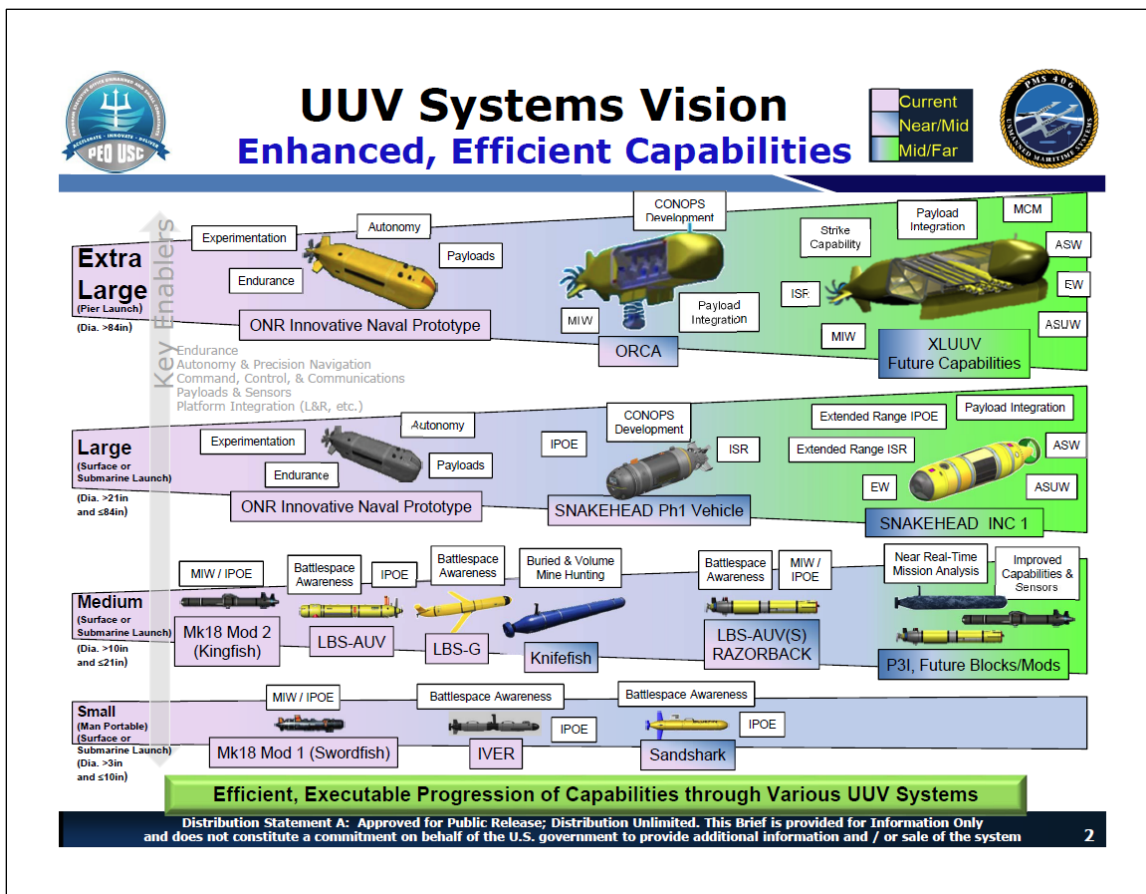 UUV Systems Vision
Enhanced, Efficient Capabilities
PEO USC
ACCELERATE · INNOVATE · DELIVER
Current
Near/Mid
Mid/Far
PMS 406
UNMANNED MARITIME SYSTEMS
Key Enablers
Endurance
Autonomy & Precision Navigation
Command, Control, & Communications
Payloads & Sensors
Platform Integration (L&R, etc.)
Extra
Large
(Pier Launch)
(Dia. >84in)
Experimentation
Autonomy
Endurance
Payloads
ONR Innovative Naval Prototype
CONOPS
Development
MIW
Payload
Integration
ORCA
Strike
Capability
Payload
Integration
MCM
ASW
ISR
EW
MIW
ASUW
XLUUV
Future Capabilities
Large
(Surface or
Submarine Launch)
(Dia. >21in
and ≤84in)
Experimentation
Autonomy
Endurance
Payloads
ONR Innovative Naval Prototype
CONOPS
Development
IPOE
ISR
SNAKEHEAD Ph1 Vehicle
Extended Range IPOE
Payload Integration
Extended Range ISR
ASW
EW
ASUW
SNAKEHEAD INC 1
Medium
(Surface or
Submarine Launch)
(Dia. >10in
and ≤21in)
MIW / IPOE
Mk18 Mod 2
(Kingfish)
Battlespace
Awareness
IPOE
LBS-AUV
Battlespace
Awareness
LBS-G
Buried & Volume
Mine Hunting
Knifefish
Battlespace
Awareness
MIW /
IPOE
LBS-AUV(S)
RAZORBACK
Near Real-Time
Mission Analysis
Improved
Capabilities &
Sensors
P3I, Future Blocks/Mods
Small
(Man Portable)
(Surface or
Submarine Launch)
(Dia. >3in
and ≤10in)
MIW / IPOE
Mk18 Mod 1 (Swordfish)
Battlespace Awareness
IPOE
IVER
Battlespace Awareness
IPOE
Sandshark
Efficient, Executable Progression of Capabilities through Various UUV Systems
Distribution Statement A: Approved for Public Release; Distribution Unlimited. This Brief is provided for Information Only
and does not constitute a commitment on behalf of the U.S. government to provide additional information and / or sale of the system
2